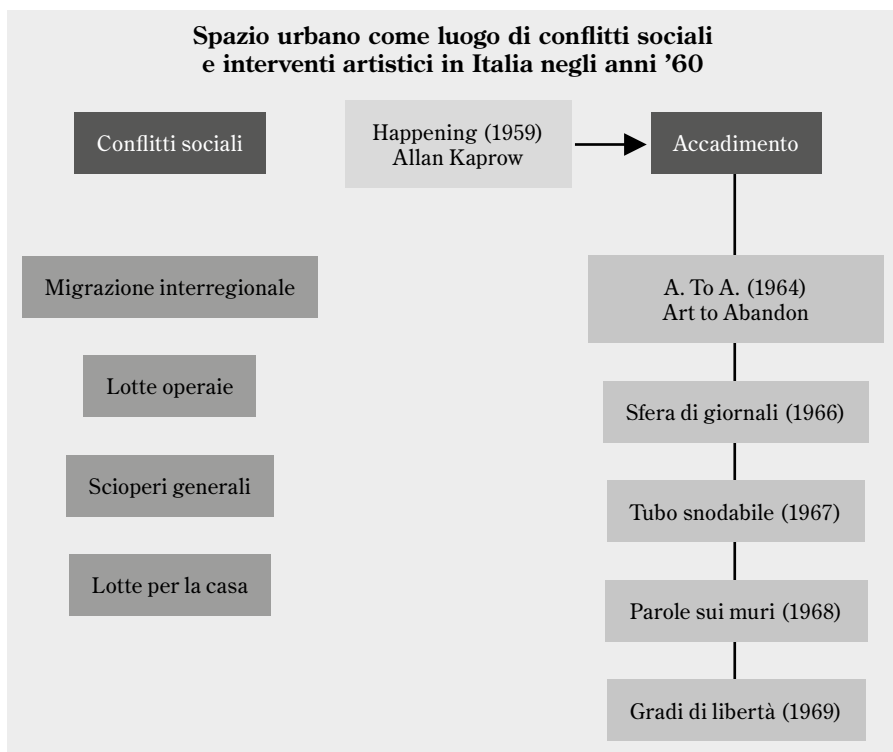 Spazio urbano come luogo di conflitti sociali
e interventi artistici in Italia negli anni ’60
Conflitti sociali
Happening (1959)
Allan Kaprow
Accadimento
Migrazione interregionale
A. To A. (1964)
Art to Abandon
Lotte operaie
Sfera di giornali (1966)
Scioperi generali
Tubo snodabile (1967)
Lotte per la casa
Parole sui muri (1968)
Gradi di libertà (1969)